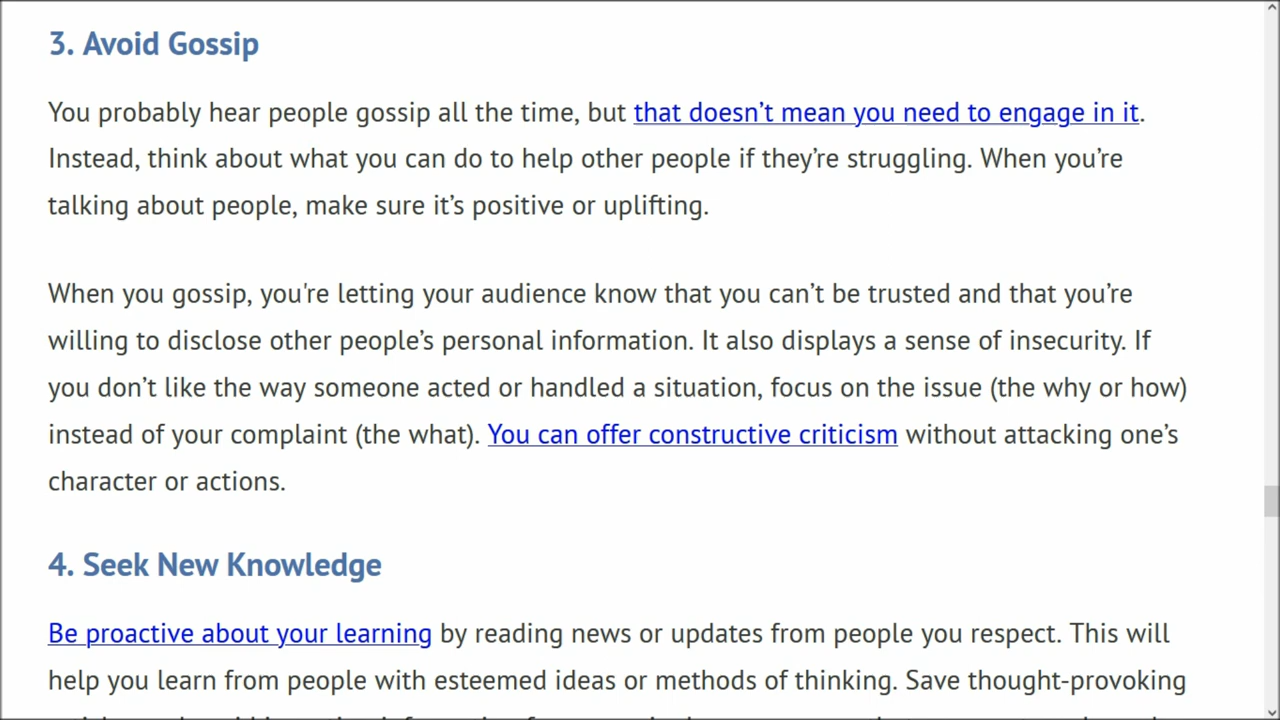 3. Avoid Gossip
You probably hear people gossip all the time, but that doesn’t mean you need to engage in it.
Instead, think about what you can do to help other people if they’re struggling. When you’re
talking about people, make sure it’s positive or uplifting.
When you gossip, you're letting your audience know that you can’t be trusted and that you’re
willing to disclose other people’s personal information. It also displays a sense of insecurity. If
you don’t like the way someone acted or handled a situation, focus on the issue (the why or how)
instead of your complaint (the what). You can offer constructive criticism without attacking one’s
character or actions.
4. Seek New Knowledge
Be proactive about your learning by reading news or updates from people you respect. This will
help you learn from people with esteemed ideas or methods of thinking. Save thought-provoking